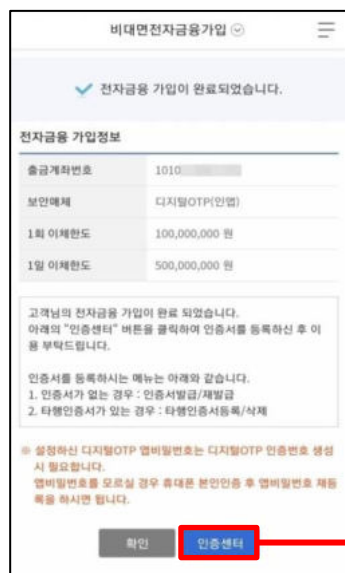 비대면전자금융가입
전자금융 가입이 완료되었습니다.
전자금융 가입정보
출금계좌번호 1010
보안매체 디지털OTP(인앱)
1회 이체한도 100,000,000 원
1일 이체한도 500,000,000 원
고객님의 전자금융 가입이 완료 되었습니다.
아래의 "인증센터" 버튼을 클릭하여 인증서를 등록하신 후 이
용 부탁드립니다.
인증서를 등록하시는 메뉴는 아래와 같습니다.
1. 인증서가 없는 경우 : 인증서발급/재발급
2. 타행인증서가 있는 경우 : 타행인증서등록/삭제
※ 설정하신 디지털OTP 앱비밀번호는 디지털OTP 인증번호 생성
시 필요합니다.
앱비밀번호를 모르실 경우 휴대폰 본인인증 후 앱비밀번호 재등
록을 하시면 됩니다.
확인 인증센터